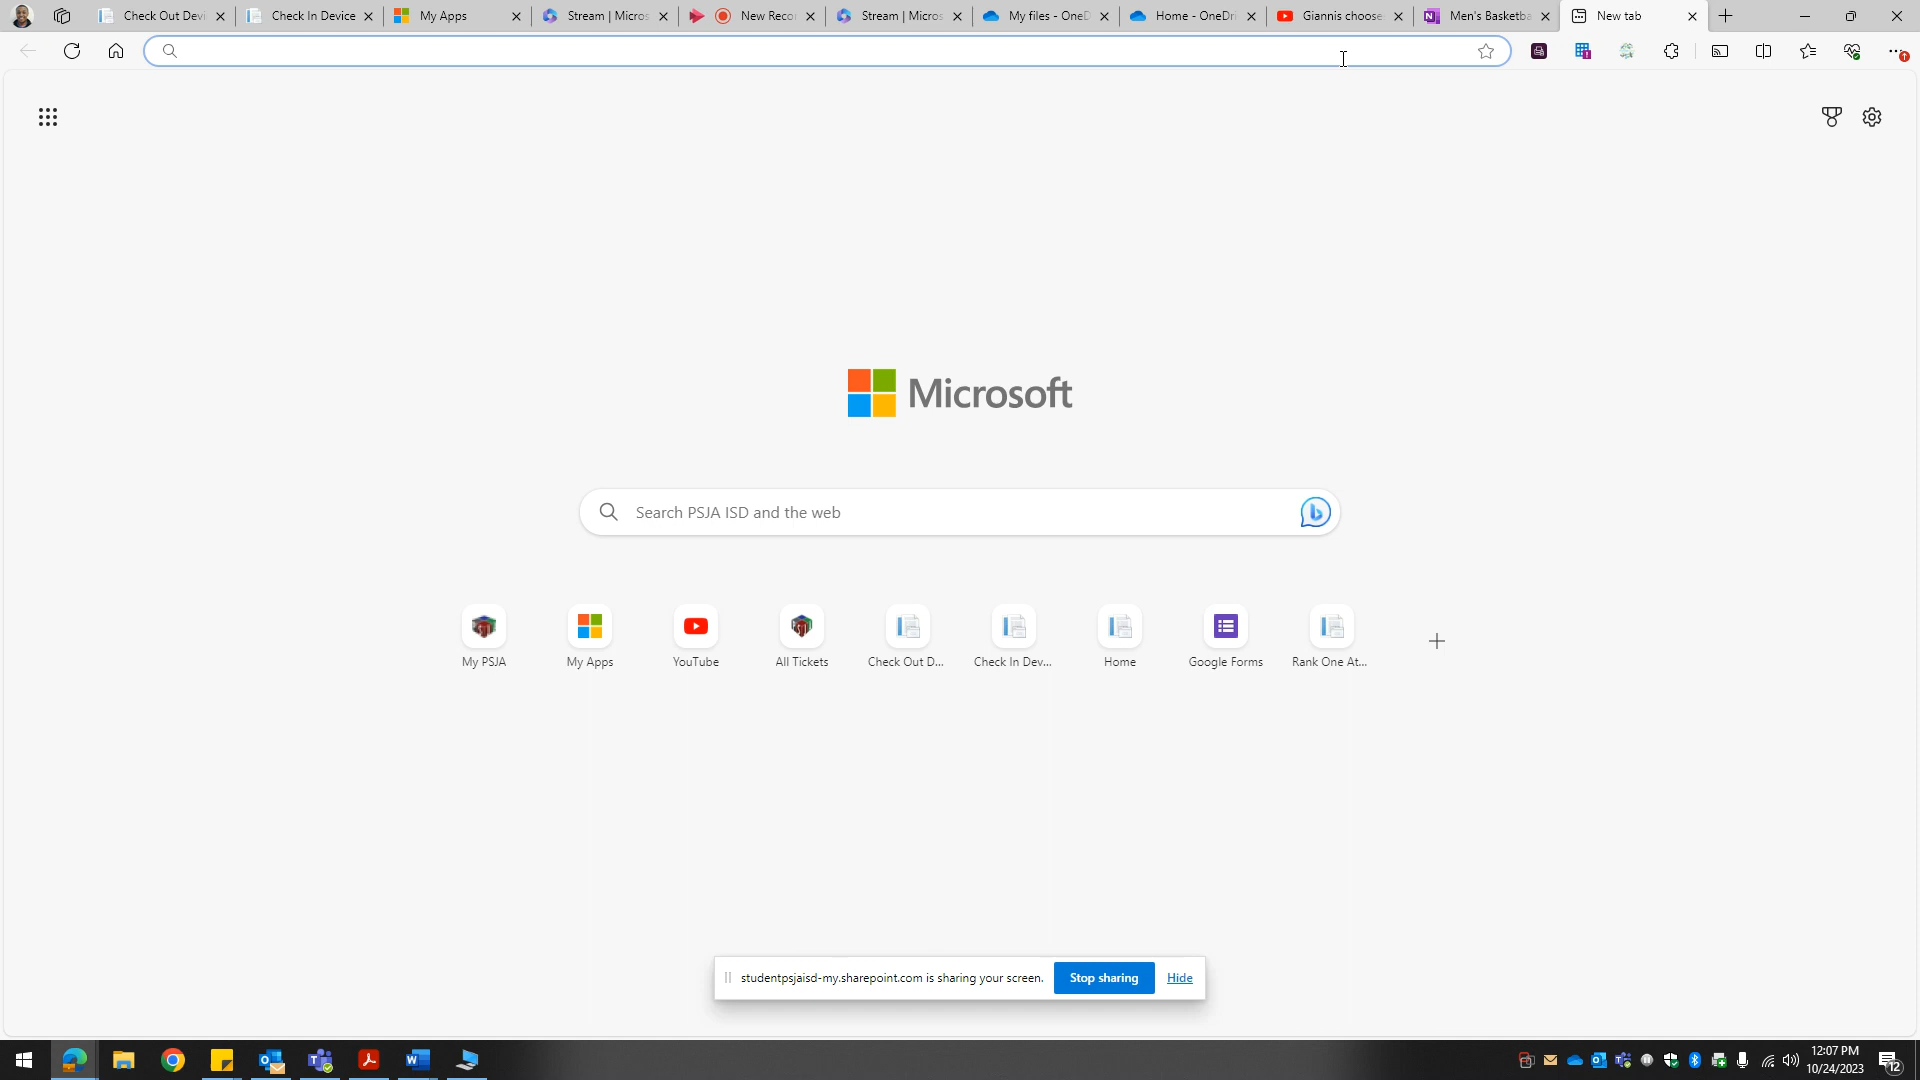 Check Out Devi
Check In Device
My Apps
Stream | Micros
New Reco
Stream | Micros
My files - OneD
Home - OneDri
Giannis choose
Men's Basketba
New tab
Microsoft
Search PSJA ISD and the web
My PSJA
My Apps
YouTube
All Tickets
Check Out D...
Check In Dev...
Home
Google Forms
Rank One At...
studentpsjaisd-my.sharepoint.com is sharing your screen.
Stop sharing
Hide
12:07 PM
10/24/2023
12